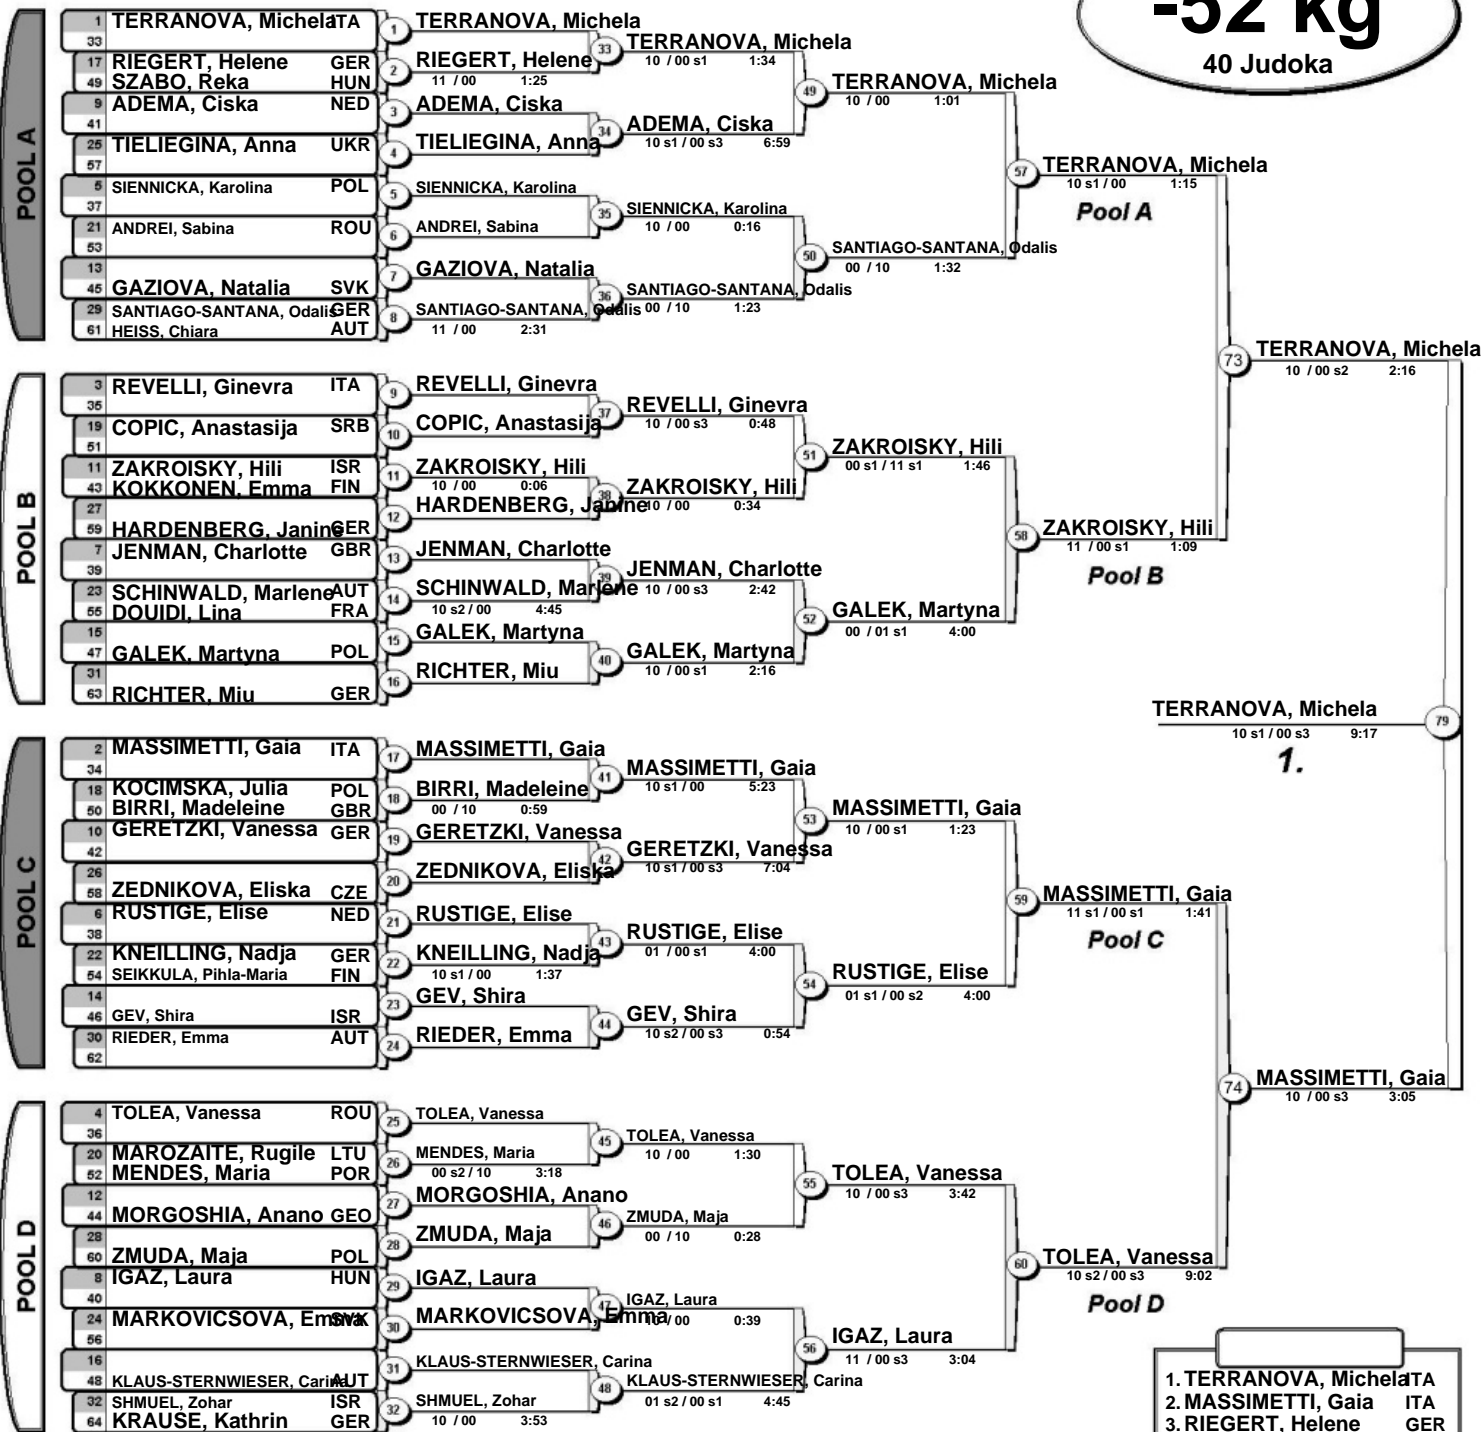 -52 kg
40 Judoka
POOL A
1 TERRANOVA, Michela ITA
33
17 RIEGERT, Helene GER
49 SZABO, Reka HUN
9 ADEMA, Ciska NED
41
25 TIELIEGINA, Anna UKR
57
5 SIENNICKA, Karolina POL
37
21 ANDREI, Sabina ROU
53
13
45 GAZIOVA, Natalia SVK
29 SANTIAGO-SANTANA, Odalis GER
61 HEISS, Chiara AUT
1 TERRANOVA, Michela
2 RIEGERT, Helene
11 / 00 1:25
3 ADEMA, Ciska
4 TIELIEGINA, Anna
5 SIENNICKA, Karolina
6 ANDREI, Sabina
7 GAZIOVA, Natalia
8 SANTIAGO-SANTANA, Odalis
11 / 00 2:31
33 TERRANOVA, Michela
10 / 00 s1 1:34
34 ADEMA, Ciska
10 s1 / 00 s3 6:59
35 SIENNICKA, Karolina
10 / 00 0:16
36 SANTIAGO-SANTANA, Odalis
00 / 10 1:23
49 TERRANOVA, Michela
10 / 00 1:01
50 SANTIAGO-SANTANA, Odalis
00 / 10 1:32
57 TERRANOVA, Michela
10 s1 / 00 1:15
Pool A
POOL B
3 REVELLI, Ginevra ITA
35
19 COPIC, Anastasija SRB
51
11 ZAKROISKY, Hili ISR
43 KOKKONEN, Emma FIN
27
59 HARDENBERG, Janine GER
7 JENMAN, Charlotte GBR
39
23 SCHINWALD, Marlene AUT
55 DOUIDI, Lina FRA
15
47 GALEK, Martyna POL
31
63 RICHTER, Miu GER
9 REVELLI, Ginevra
10 COPIC, Anastasija
11 ZAKROISKY, Hili
10 / 00 0:06
12 HARDENBERG, Janine
13 JENMAN, Charlotte
14 SCHINWALD, Marlene
10 s2 / 00 4:45
15 GALEK, Martyna
16 RICHTER, Miu
37 REVELLI, Ginevra
10 / 00 s3 0:48
38 ZAKROISKY, Hili
10 / 00 0:34
39 JENMAN, Charlotte
10 / 00 s3 2:42
40 GALEK, Martyna
10 / 00 s1 2:16
51 ZAKROISKY, Hili
00 s1 / 11 s1 1:46
52 GALEK, Martyna
00 / 01 s1 4:00
58 ZAKROISKY, Hili
11 / 00 s1 1:09
Pool B
73 TERRANOVA, Michela
10 / 00 s2 2:16
TERRANOVA, Michela 79
10 s1 / 00 s3 9:17
1.
POOL C
2 MASSIMETTI, Gaia ITA
34
18 KOCIMSKA, Julia POL
50 BIRRI, Madeleine GBR
10 GERETZKI, Vanessa GER
42
26
58 ZEDNIKOVA, Eliska CZE
6 RUSTIGE, Elise NED
38
22 KNEILLING, Nadja GER
54 SEIKKULA, Pihla-Maria FIN
14
46 GEV, Shira ISR
30 RIEDER, Emma AUT
62
17 MASSIMETTI, Gaia
18 BIRRI, Madeleine
00 / 10 0:59
19 GERETZKI, Vanessa
20 ZEDNIKOVA, Eliska
21 RUSTIGE, Elise
22 KNEILLING, Nadja
10 s1 / 00 1:37
23 GEV, Shira
24 RIEDER, Emma
41 MASSIMETTI, Gaia
10 s1 / 00 5:23
42 GERETZKI, Vanessa
10 s1 / 00 s3 7:04
43 RUSTIGE, Elise
01 / 00 s1 4:00
44 GEV, Shira
10 s2 / 00 s3 0:54
53 MASSIMETTI, Gaia
10 / 00 s1 1:23
54 RUSTIGE, Elise
01 s1 / 00 s2 4:00
59 MASSIMETTI, Gaia
11 s1 / 00 s1 1:41
Pool C
POOL D
4 TOLEA, Vanessa ROU
36
20 MAROZAITE, Rugile LTU
52 MENDES, Maria POR
12
44 MORGOSHIA, Anano GEO
28
60 ZMUDA, Maja POL
8 IGAZ, Laura HUN
40
24 MARKOVICSOVA, Emma SVK
56
16
48 KLAUS-STERNWIESER, Carina AUT
32 SHMUEL, Zohar ISR
64 KRAUSE, Kathrin GER
25 TOLEA, Vanessa
26 MENDES, Maria
00 s2 / 10 3:18
27 MORGOSHIA, Anano
28 ZMUDA, Maja
29 IGAZ, Laura
30 MARKOVICSOVA, Emma
31 KLAUS-STERNWIESER, Carina
32 SHMUEL, Zohar
10 / 00 3:53
45 TOLEA, Vanessa
10 / 00 1:30
46 ZMUDA, Maja
00 / 10 0:28
47 IGAZ, Laura
10 / 00 0:39
48 KLAUS-STERNWIESER, Carina
01 s2 / 00 s1 4:45
55 TOLEA, Vanessa
10 / 00 s3 3:42
56 IGAZ, Laura
11 / 00 s3 3:04
60 TOLEA, Vanessa
10 s2 / 00 s3 9:02
Pool D
74 MASSIMETTI, Gaia
10 / 00 s3 3:05
1. TERRANOVA, Michela ITA
2. MASSIMETTI, Gaia ITA
3. RIEGERT, Helene GER